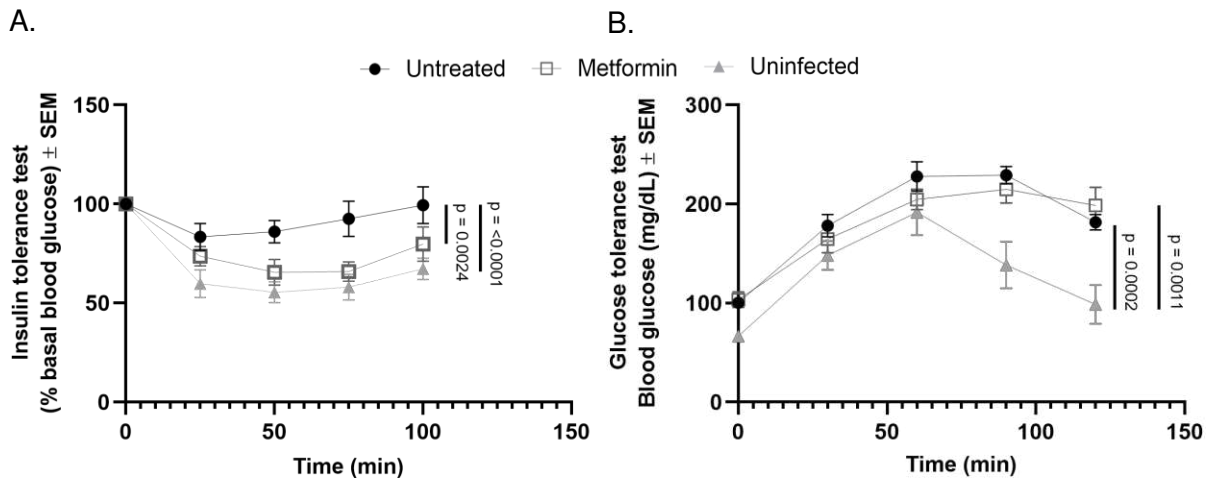 A.
B.
Untreated Metformin Uninfected
Insulin tolerance test
(% basal blood glucose) ± SEM
150
100
50
0
0 50 100 150
Time (min)
p = 0.0024
p = <0.0001
Glucose tolerance test
Blood glucose (mg/dL) ± SEM
300
200
100
0
0 50 100 150
Time (min)
p = 0.0002
p = 0.0011